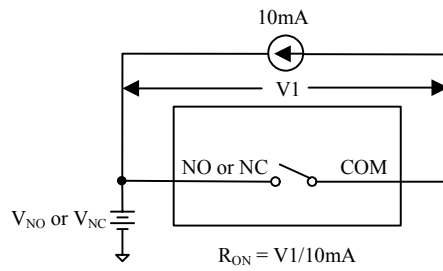 10mA
V1
NO or NC COM
V_NO or V_NC
R_ON = V1/10mA